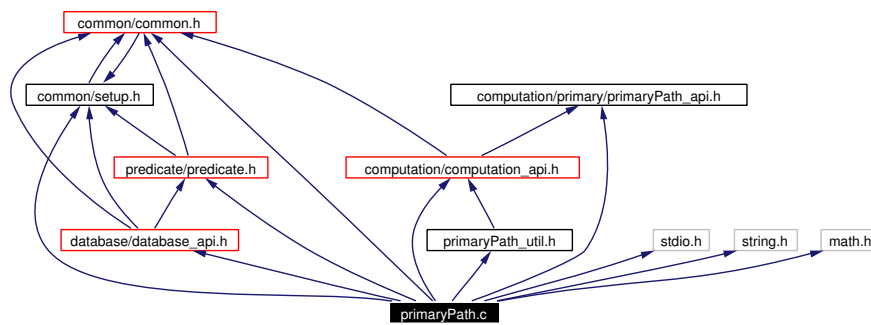 common/common.h
common/setup.h
computation/primary/primaryPath_api.h
predicate/predicate.h
computation/computation_api.h
database/database_api.h
primaryPath_util.h
stdio.h
string.h
math.h
primaryPath.c